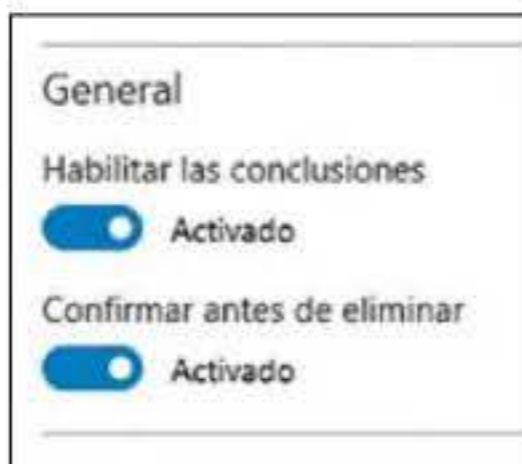 General
Habilitar las conclusiones
Activado
Confirmar antes de eliminar
Activado